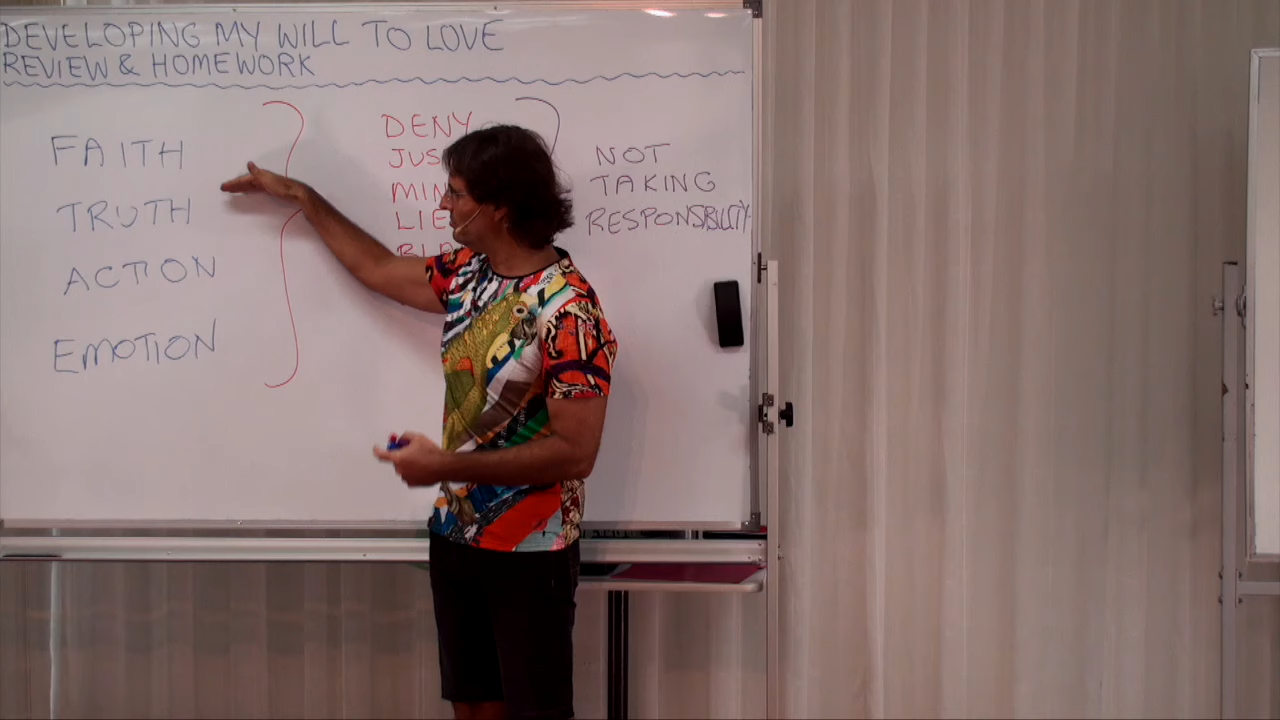 DEVELOPING MY WILL TO LOVE
REVIEW & HOMEWORK
FAITH
TRUTH
ACTION
EMOTION
DENY
NOT
TAKING
RESPONSIBILITY